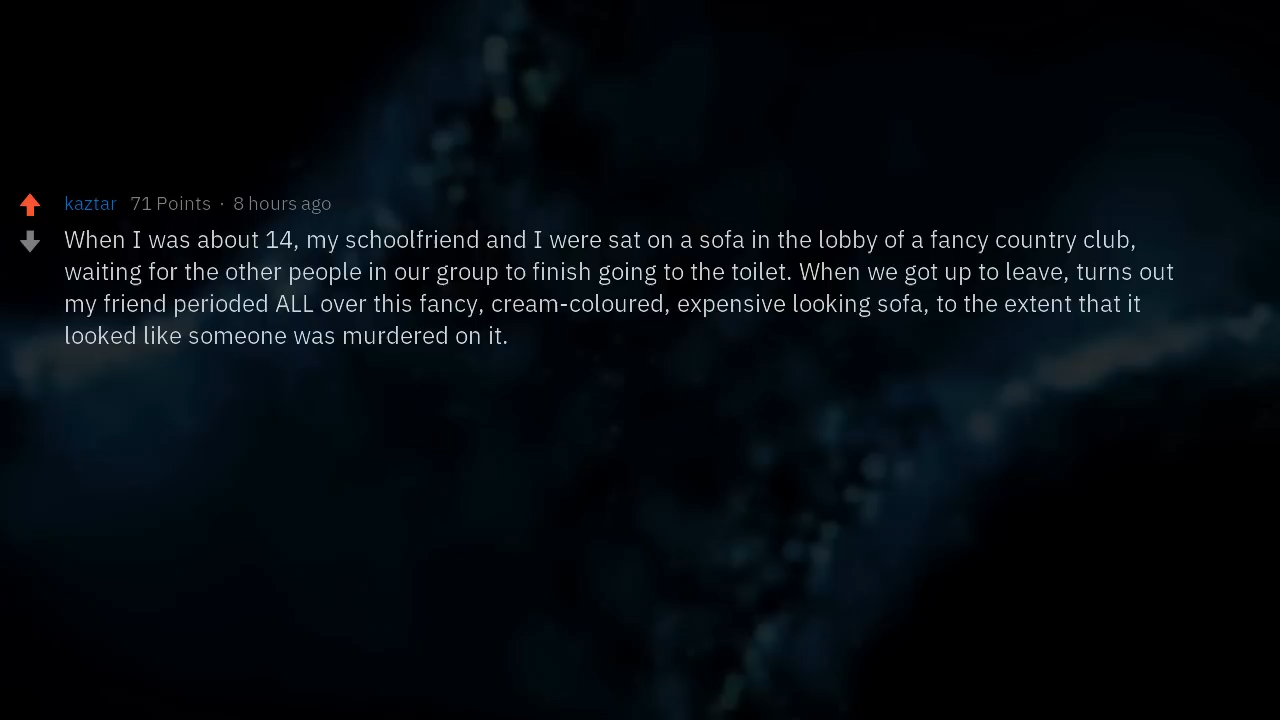 kaztar 71 Points · 8 hours ago
When I was about 14, my schoolfriend and I were sat on a sofa in the lobby of a fancy country club,
waiting for the other people in our group to finish going to the toilet. When we got up to leave, turns out
my friend perioded ALL over this fancy, cream-coloured, expensive looking sofa, to the extent that it
looked like someone was murdered on it.